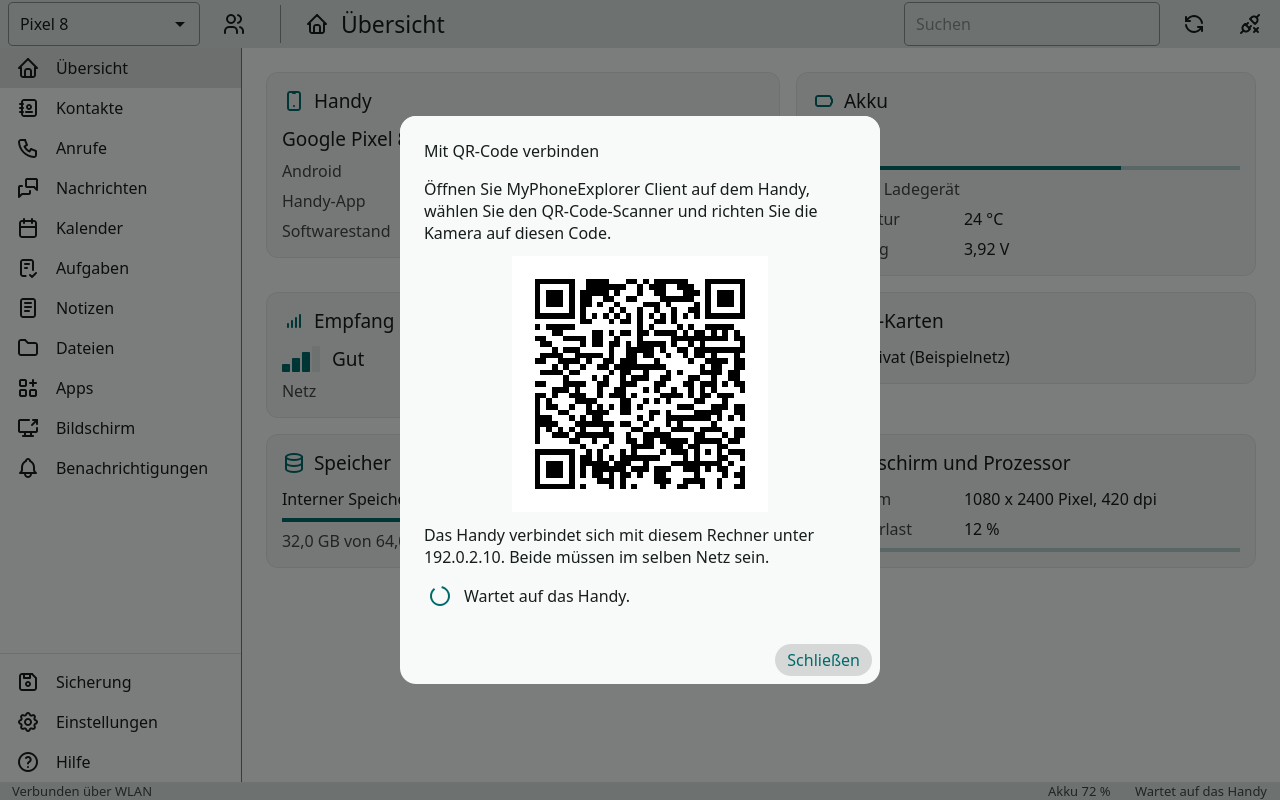 Pixel 8
Übersicht
Suchen
Übersicht
Kontakte
Anrufe
Nachrichten
Kalender
Aufgaben
Notizen
Dateien
Apps
Bildschirm
Benachrichtigungen
Sicherung
Einstellungen
Hilfe
Handy
Google Pixel
Android
Handy-App
Softwarestand
Akku
Ladegerät
tur 24 °C
g 3,92 V
Empfang
Gut
Netz
-Karten
ivat (Beispielnetz)
Speicher
Interner Speiche
32,0 GB von 64,
schirm und Prozessor
m 1080 x 2400 Pixel, 420 dpi
rlast 12 %
Mit QR-Code verbinden
Öffnen Sie MyPhoneExplorer Client auf dem Handy,
wählen Sie den QR-Code-Scanner und richten Sie die
Kamera auf diesen Code.
Das Handy verbindet sich mit diesem Rechner unter
192.0.2.10. Beide müssen im selben Netz sein.
Wartet auf das Handy.
Schließen
Verbunden über WLAN
Akku 72 %
Wartet auf das Handy